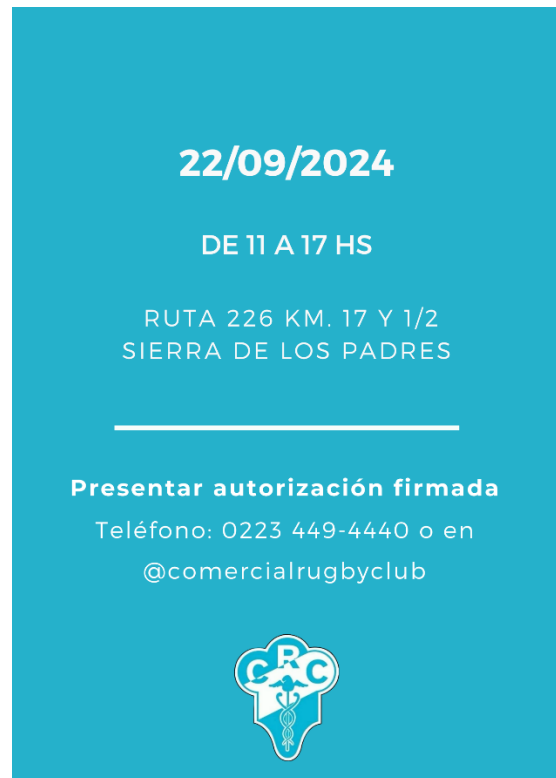 22/09/2024
DE 11 A 17 HS
RUTA 226 KM. 17 Y 1/2
SIERRA DE LOS PADRES
Presentar autorización firmada
Teléfono: 0223 449-4440 o en
@comercialrugbyclub
CRC